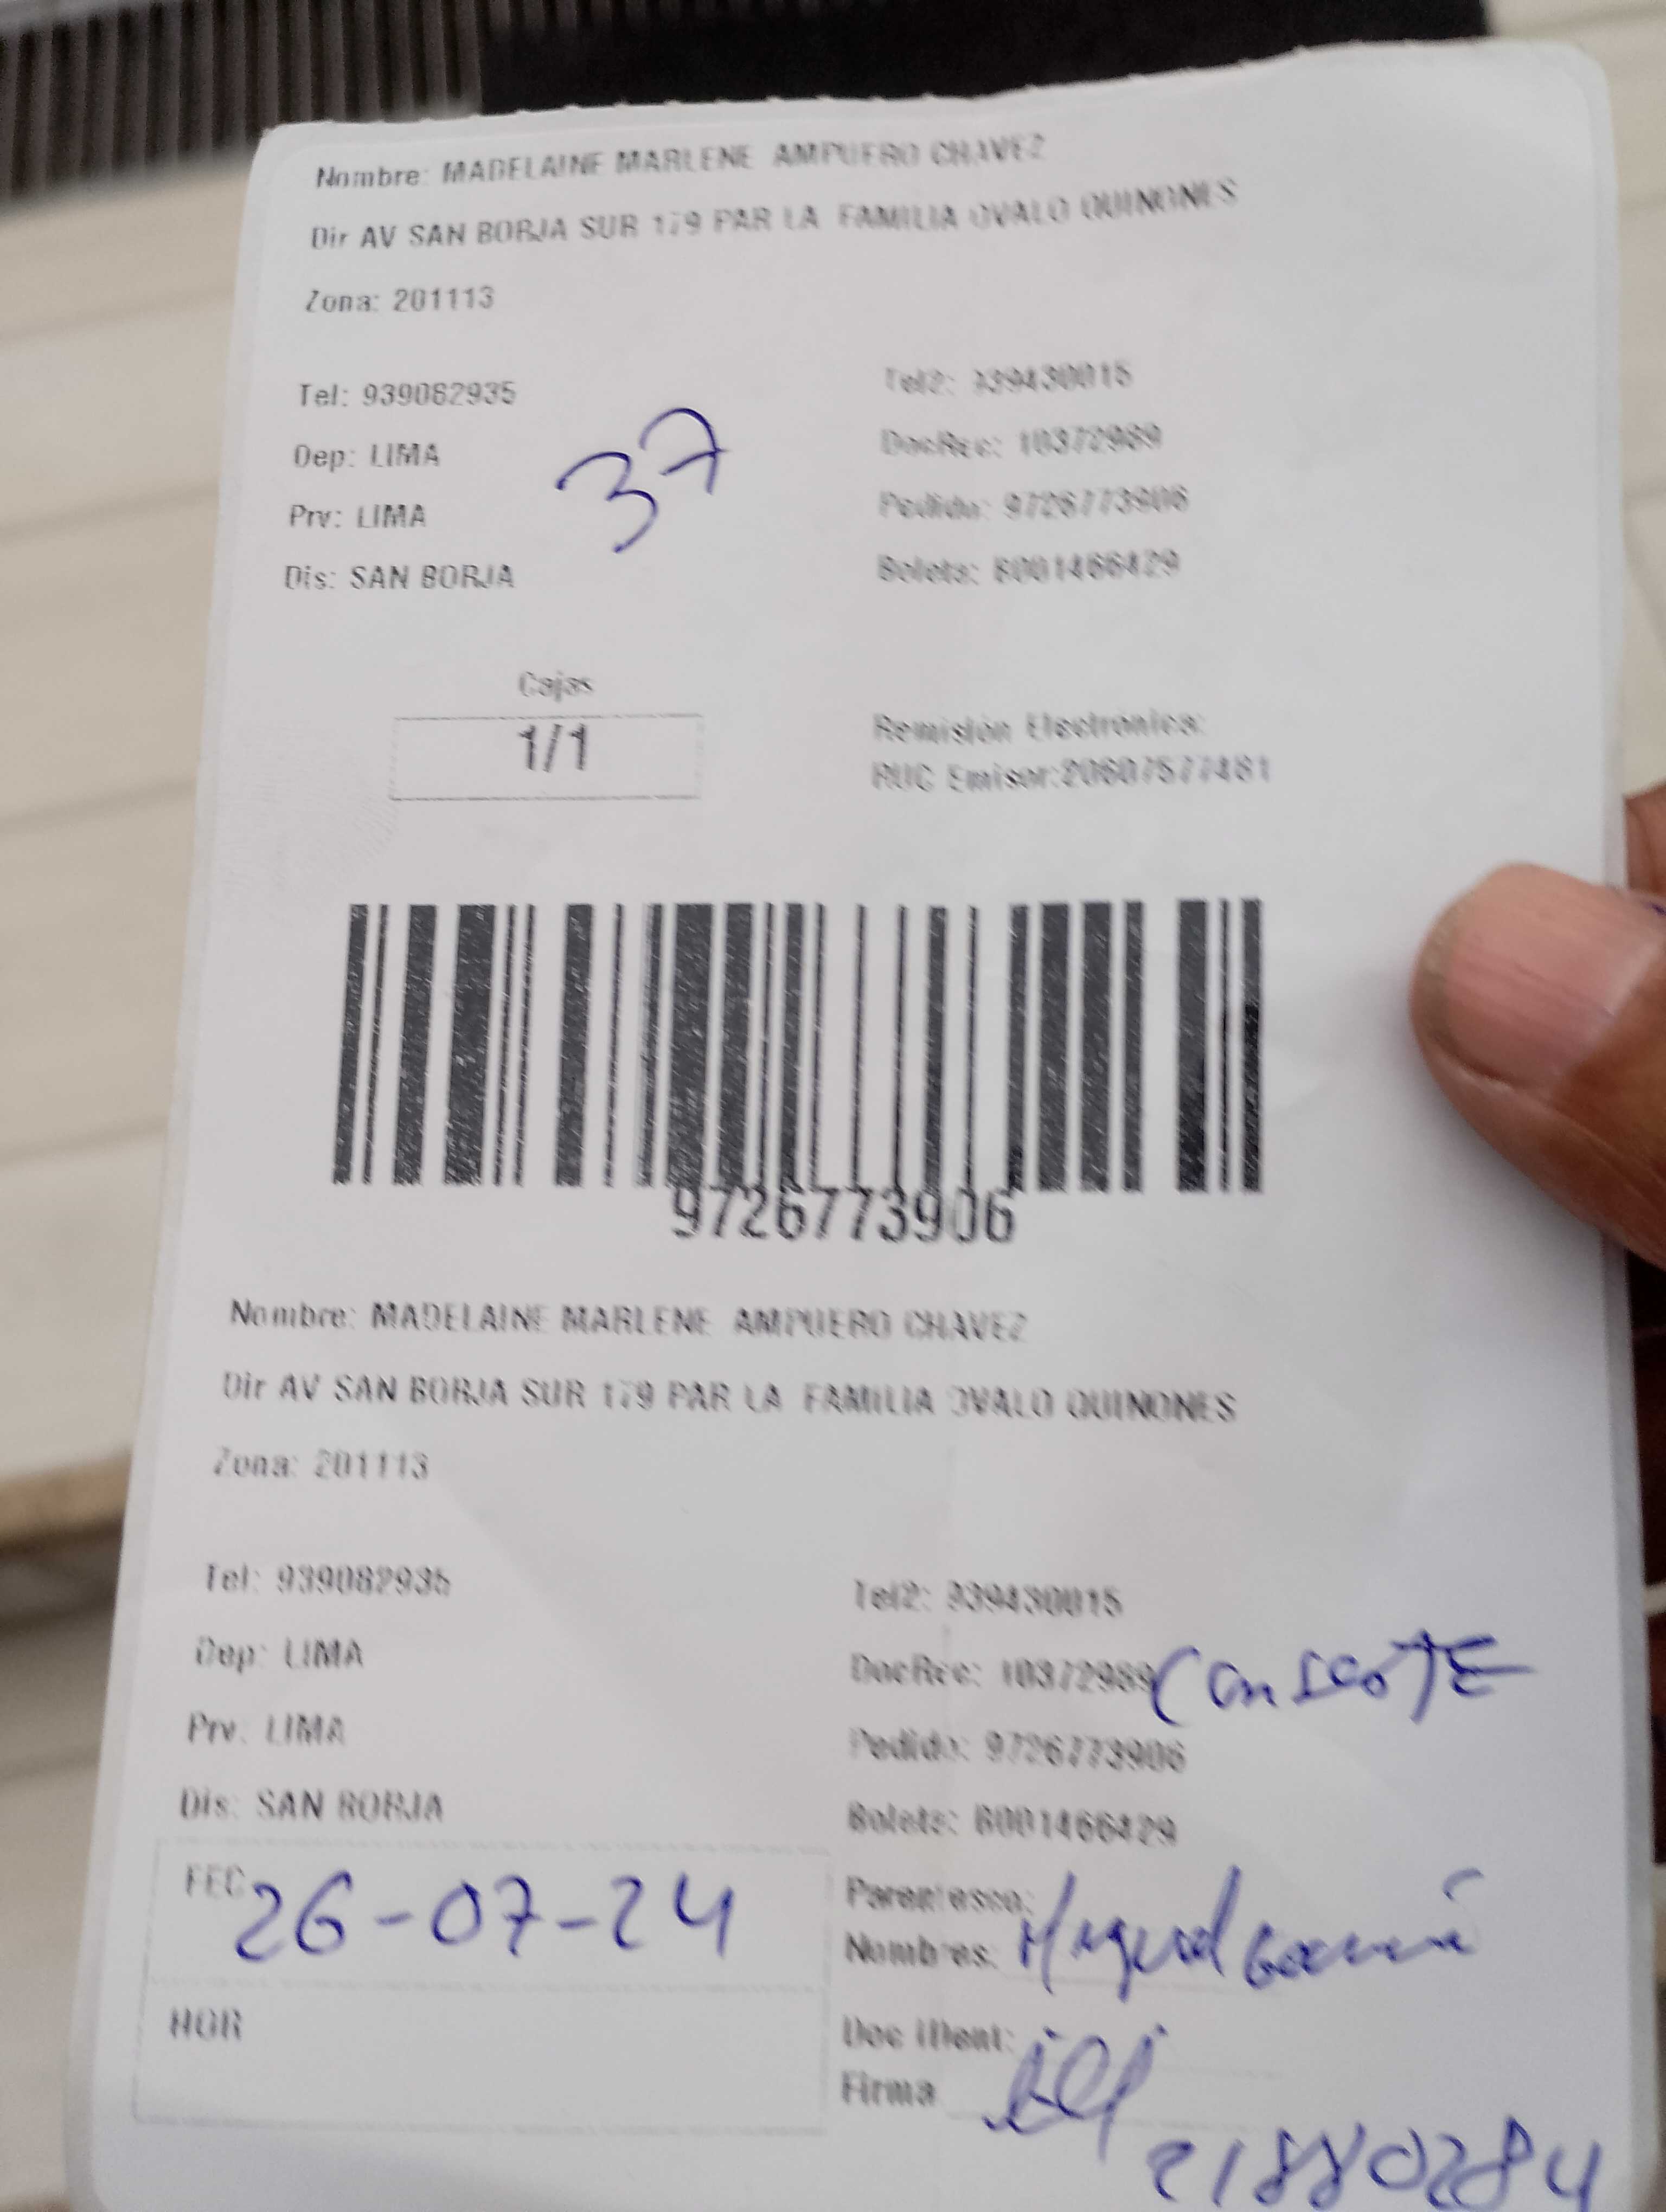 Nombre: MADELAINE MARLENE AMPUERO CHAVEZ
Dir AV SAN BORJA SUR 179 PAR LA FAMILIA OVALO QUINONES
Zona: 201113
Tel: 939082935 Tel2: 939430015
Dep: LIMA DocRec: 10372989
37
Prv: LIMA Pedido: 9726773906
Dis: SAN BORJA Boleta: B001466429
Cajas
1/1
Remisión Electrónica:
RUC Emisor:20607577481
9726773906
Nombre: MADELAINE MARLENE AMPUERO CHAVEZ
Dir AV SAN BORJA SUR 179 PAR LA FAMILIA OVALO QUINONES
Zona: 201113
Tel: 939082935 Tel2: 939430015
Dep: LIMA DocRec: 10372989
Prv: LIMA Pedido: 9726773906
Dis: SAN BORJA Boleta: B001466429
FEC 26-07-24
Parentesco:
Nombres: Miguel
HOR
Doc Ident:
Firma
21880284